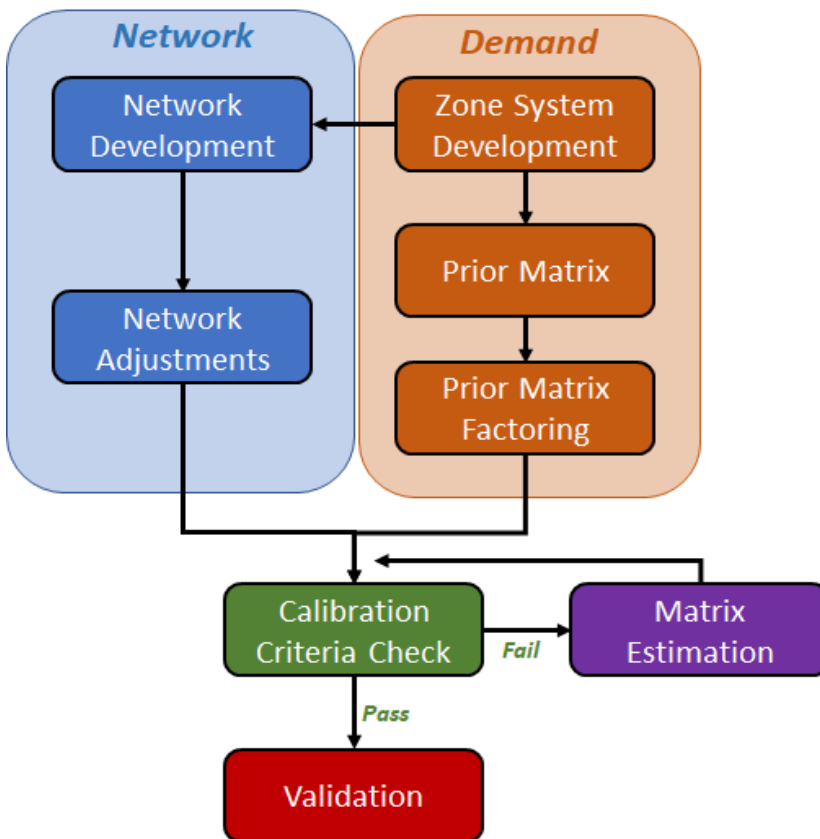 Network
Demand
Network
Development
Zone System
Development
Prior Matrix
Network
Adjustments
Prior Matrix
Factoring
Calibration
Criteria Check
Fail
Matrix
Estimation
Pass
Validation